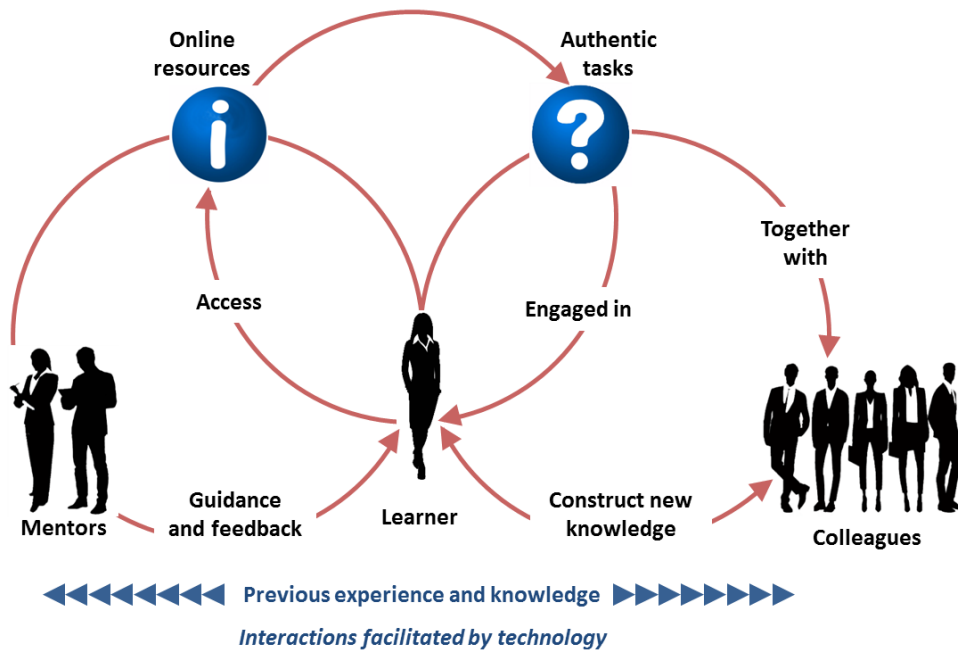 Online
resources
Authentic
tasks
i
?
Together
with
Access
Engaged in
Mentors
Guidance
and feedback
Learner
Construct new
knowledge
Colleagues
Previous experience and knowledge
Interactions facilitated by technology